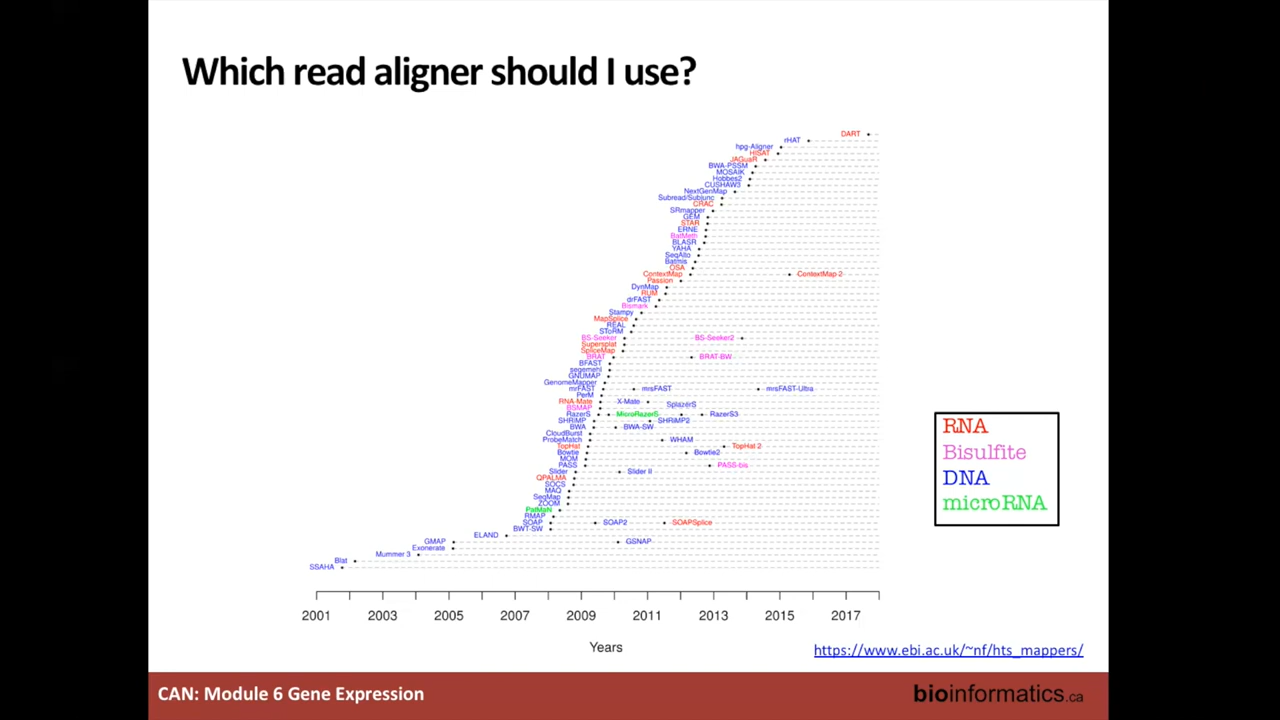 Which read aligner should I use?
DART
rHAT
hpg-Aligner
HISAT
JAGuaR
BWA-PSSM
MOSAIK
Hobbes2
CUSHAW3
NextGenMap
Subread/Subjunc
CRAC
SRmapper
GEM
STAR
ERNE
BatMeth
BLASR
YAHA
SeqAlto
Batmis
OSA
ContextMap ContextMap 2
Passion
DynMap
RUM
drFAST
Bismark
Stampy
MapSplice
REAL
SToRM
BS-Seeker BS-Seeker2
Supersplat
SpliceMap
BRAT BRAT-BW
BFAST
segemehl
GNUMAP
GenomeMapper
mrFAST mrsFAST mrsFAST-Ultra
PerM
RNA-Mate X-Mate
BSMAP SplazerS
RazerS MicroRazerS RazerS3
SHRiMP SHRiMP2
BWA BWA-SW
CloudBurst
ProbeMatch WHAM
TopHat TopHat 2
Bowtie Bowtie2
MOM
PASS PASS-bis
Slider Slider II
QPALMA
SOCS
MAQ
SeqMap
ZOOM
PatMaN
RMAP
SOAP SOAP2 SOAPSplice
BWT-SW
ELAND
GMAP GSNAP
Exonerate
Mummer 3
Blat
SSAHA
2001 2003 2005 2007 2009 2011 2013 2015 2017
Years
RNA
Bisulfite
DNA
microRNA
https://www.ebi.ac.uk/~nf/hts_mappers/
CAN: Module 6 Gene Expression
bioinformatics.ca